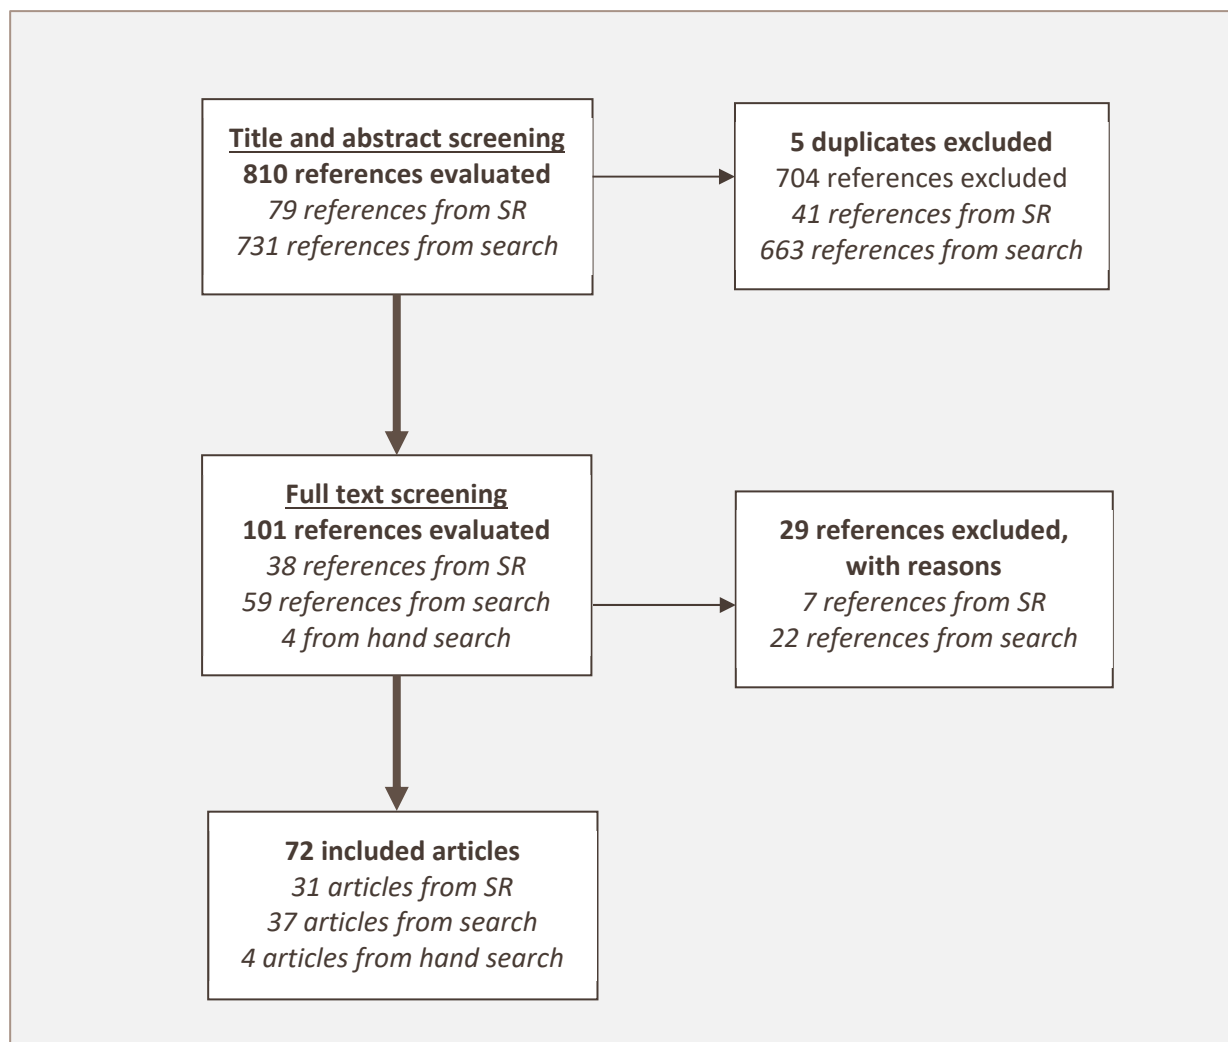 Title and abstract screening
810 references evaluated
79 references from SR
731 references from search
5 duplicates excluded
704 references excluded
41 references from SR
663 references from search
Full text screening
101 references evaluated
38 references from SR
59 references from search
4 from hand search
29 references excluded,
with reasons
7 references from SR
22 references from search
72 included articles
31 articles from SR
37 articles from search
4 articles from hand search